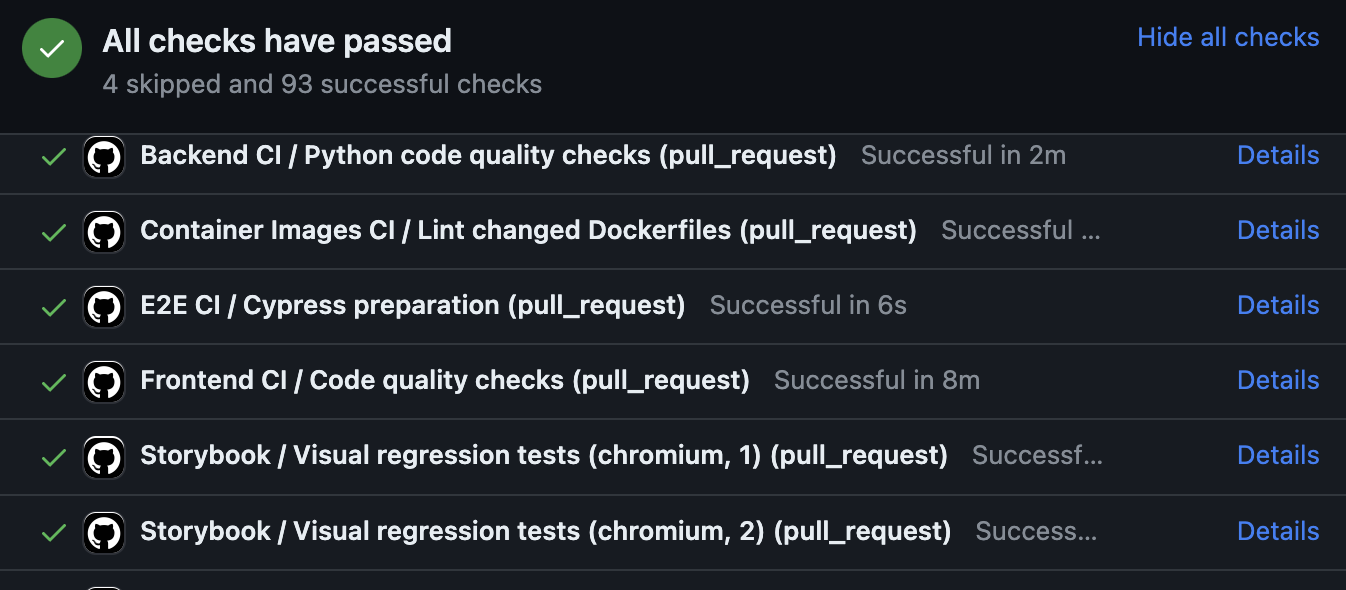 All checks have passed
Hide all checks
4 skipped and 93 successful checks
Backend CI / Python code quality checks (pull_request) Successful in 2m Details
Container Images CI / Lint changed Dockerfiles (pull_request) Successful ... Details
E2E CI / Cypress preparation (pull_request) Successful in 6s Details
Frontend CI / Code quality checks (pull_request) Successful in 8m Details
Storybook / Visual regression tests (chromium, 1) (pull_request) Successf... Details
Storybook / Visual regression tests (chromium, 2) (pull_request) Success... Details